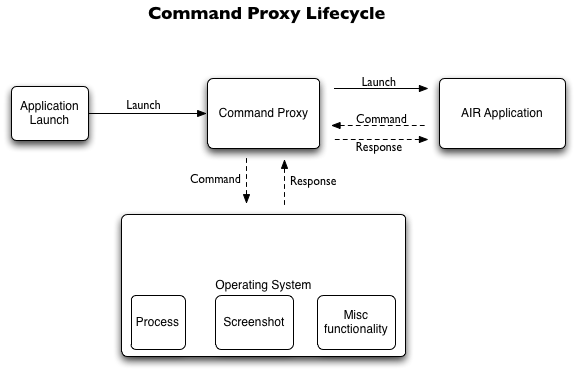 Command Proxy Lifecycle
Application
Launch
Launch
Command Proxy
Launch
Command
Response
AIR Application
Command
Response
Operating System
Process
Screenshot
Misc
functionality